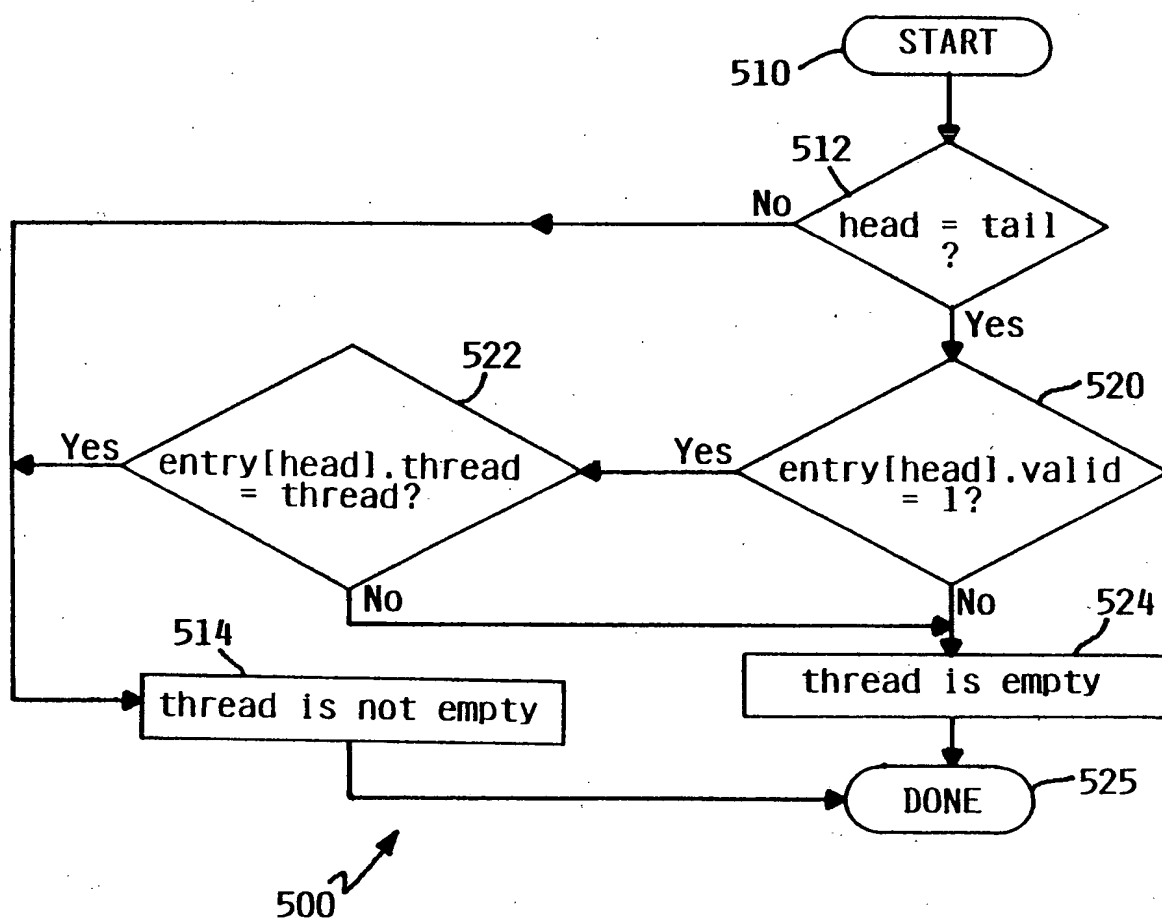 START
510
512
No
head = tail
?
Yes
522
520
Yes
entry[head].thread
= thread?
Yes
entry[head].valid
= 1?
No
No
524
514
thread is empty
thread is not empty
DONE
525
500